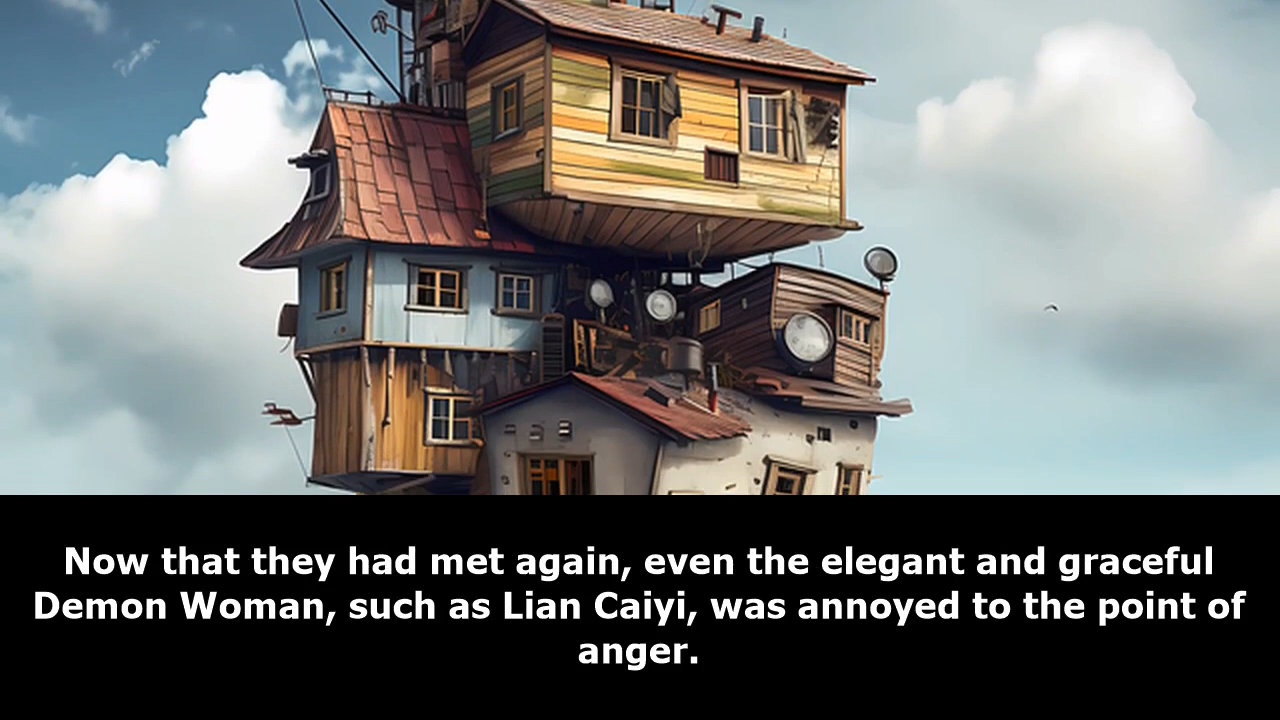 Now that they had met again, even the elegant and graceful
Demon Woman, such as Lian Caiyi, was annoyed to the point of
anger.